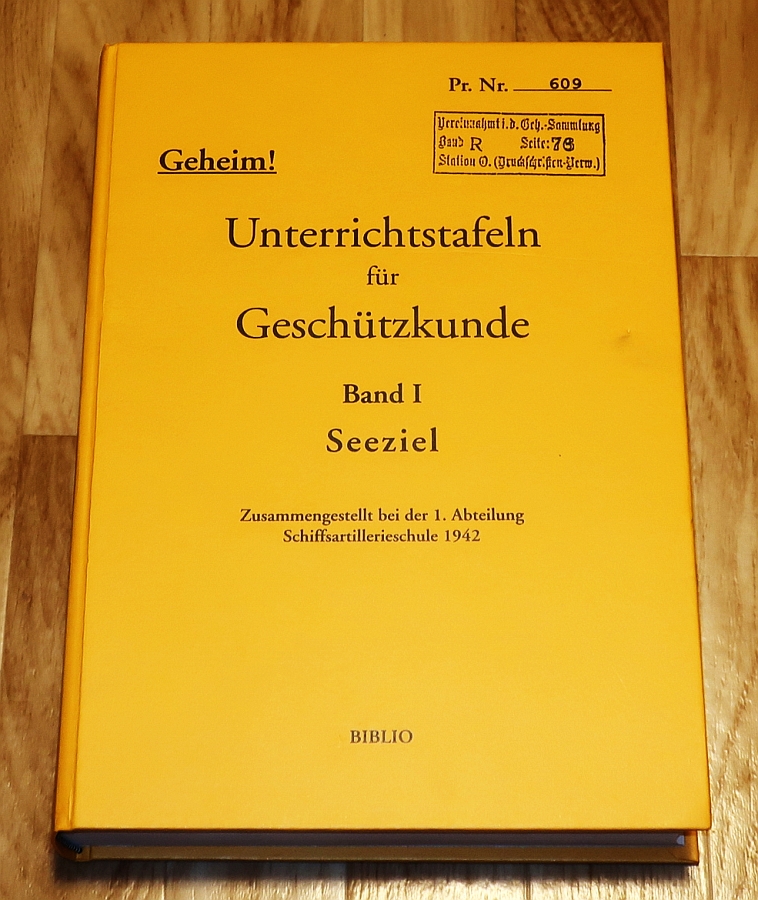 Pr. Nr. 609
Vereinnahmt i. d. Geh.-Sammlung
Band R Seite: 76
Station O. (Druckschriften-Verw.)
Geheim!
Unterrichtstafeln
für
Geschützkunde
Band I
Seeziel
Zusammengestellt bei der 1. Abteilung
Schiffsartillerieschule 1942
BIBLIO